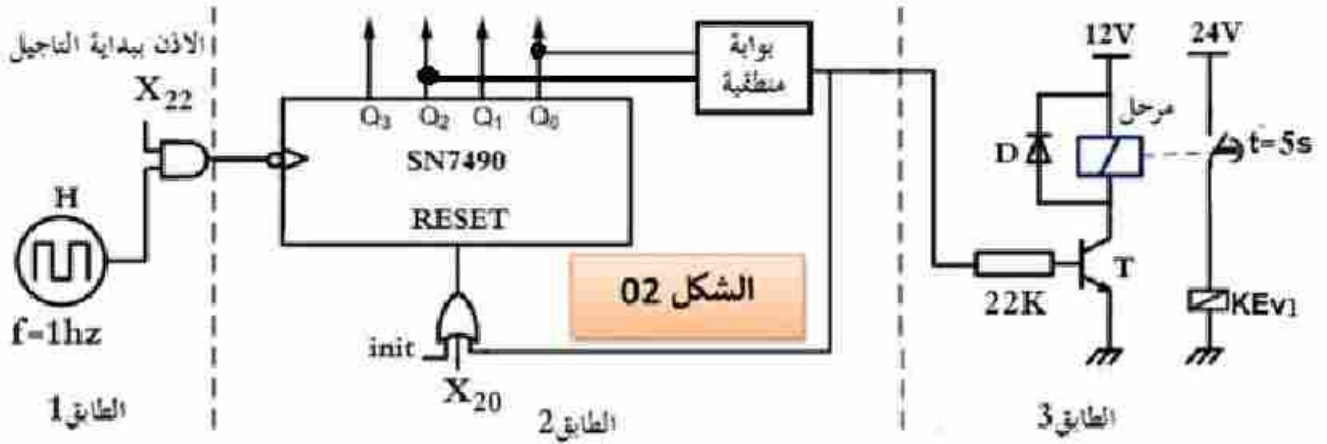 الاذن ببداية التاجيل
X22
H
f=1hz
الطابق1
Q3 Q2 Q1 Q0
SN7490
RESET
init
X20
الشكل 02
الطابق2
بوابة
منطقية
12V
24V
مرحل
D
t=5s
T
22K
KEv1
الطابق3